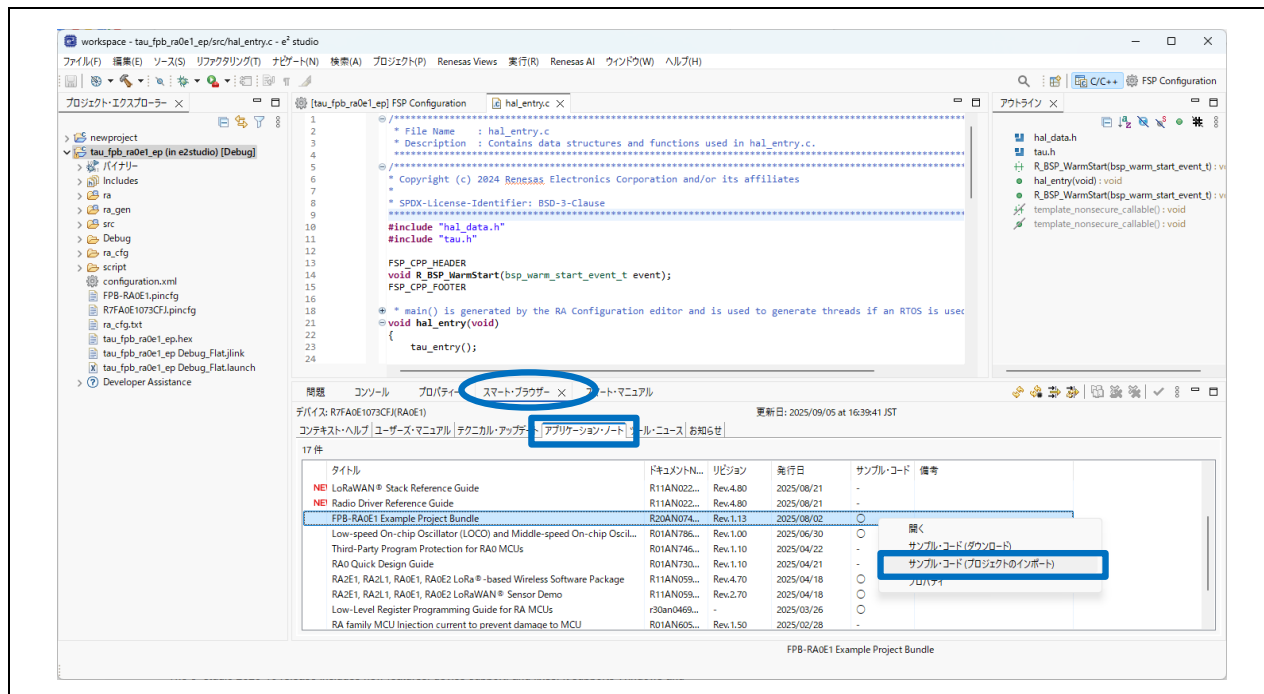 workspace - tau_fpb_ra0e1_ep/src/hal_entry.c - e² studio
ファイル(F) 編集(E) ソース(S) リファクタリング(T) ナビゲート(N) 検索(A) プロジェクト(P) Renesas Views 実行(R) Renesas AI ウィンドウ(W) ヘルプ(H)
C/C++ FSP Configuration
プロジェクト・エクスプローラー
newproject
tau_fpb_ra0e1_ep (in e2studio) [Debug]
バイナリー
Includes
ra
ra_gen
src
Debug
ra_cfg
script
configuration.xml
FPB-RA0E1.pincfg
R7FA0E1073CFJ.pincfg
ra_cfg.txt
tau_fpb_ra0e1_ep.hex
tau_fpb_ra0e1_ep Debug_Flat.jlink
tau_fpb_ra0e1_ep Debug_Flat.launch
Developer Assistance
[tau_fpb_ra0e1_ep] FSP Configuration hal_entry.c
1 /***********************************************************************
2 * File Name : hal_entry.c
3 * Description : Contains data structures and functions used in hal_entry.c.
4 ***********************************************************************
5 /***********************************************************************
6 * Copyright (c) 2024 Renesas Electronics Corporation and/or its affiliates
7 *
8 * SPDX-License-Identifier: BSD-3-Clause
9 ***********************************************************************
10 #include "hal_data.h"
11 #include "tau.h"
12
13 FSP_CPP_HEADER
14 void R_BSP_WarmStart(bsp_warm_start_event_t event);
15 FSP_CPP_FOOTER
16
18 * main() is generated by the RA Configuration editor and is used to generate threads if an RTOS is used
21 void hal_entry(void)
22 {
23 tau_entry();
24
アウトライン
hal_data.h
tau.h
R_BSP_WarmStart(bsp_warm_start_event_t) : v
hal_entry(void) : void
R_BSP_WarmStart(bsp_warm_start_event_t) : v
template_nonsecure_callable() : void
template_nonsecure_callable() : void
問題 コンソール プロパティー スマート・ブラウザー スマート・マニュアル
デバイス: R7FA0E1073CFJ(RA0E1) 更新日: 2025/09/05 at 16:39:41 JST
コンテキスト・ヘルプ ユーザーズ・マニュアル テクニカル・アップデート アプリケーション・ノート ツール・ニュース お知らせ
17 件
タイトル ドキュメントN... リビジョン 発行日 サンプル・コード 備考
LoRaWAN® Stack Reference Guide R11AN022... Rev.4.80 2025/08/21 -
Radio Driver Reference Guide R11AN022... Rev.4.80 2025/08/21 -
FPB-RA0E1 Example Project Bundle R20AN074... Rev.1.13 2025/08/02 〇
Low-speed On-chip Oscillator (LOCO) and Middle-speed On-chip Oscil... R01AN786... Rev.1.00 2025/06/30 〇
Third-Party Program Protection for RA0 MCUs R01AN746... Rev.1.10 2025/04/22 -
RA0 Quick Design Guide R01AN730... Rev.1.10 2025/04/21 -
RA2E1, RA2L1, RA0E1, RA0E2 LoRa®-based Wireless Software Package R11AN059... Rev.4.70 2025/04/18 〇
RA2E1, RA2L1, RA0E1, RA0E2 LoRaWAN® Sensor Demo R11AN059... Rev.2.70 2025/04/18 〇
Low-Level Register Programming Guide for RA MCUs r30an0469... - 2025/03/26 〇
RA family MCU Injection current to prevent damage to MCU R01AN605... Rev.1.50 2025/02/28 -
開く
サンプル・コード (ダウンロード)
サンプル・コード (プロジェクトのインポート)
プロパティ
FPB-RA0E1 Example Project Bundle